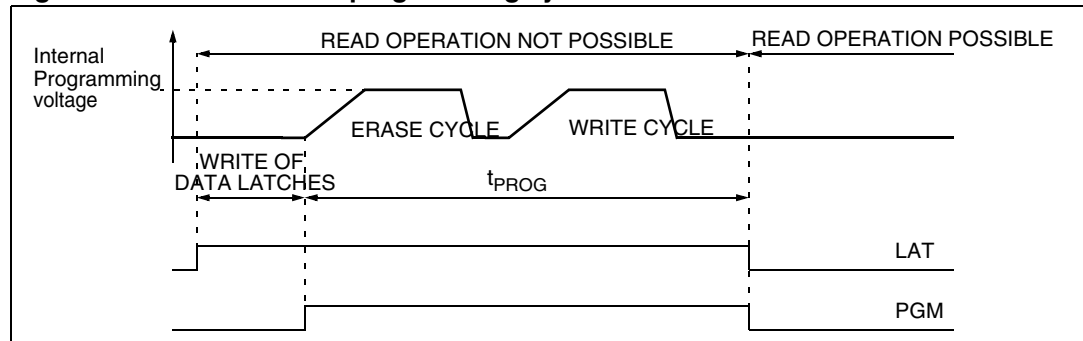 READ OPERATION NOT POSSIBLE
READ OPERATION POSSIBLE
Internal
Programming
voltage
ERASE CYCLE
WRITE CYCLE
WRITE OF
DATA LATCHES
tPROG
LAT
PGM